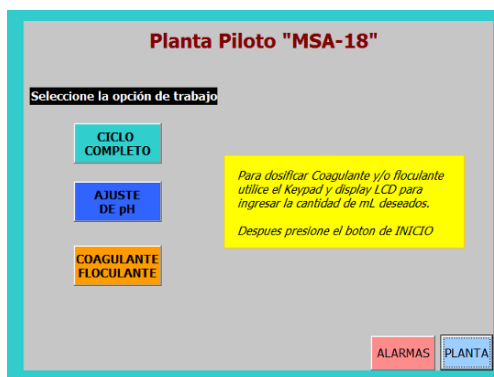 Planta Piloto "MSA-18"
Seleccione la opción de trabajo
CICLO
COMPLETO
AJUSTE
DE pH
COAGULANTE
FLOCULANTE
Para dosificar Coagulante y/o floculante
utilice el Keypad y display LCD para
ingresar la cantidad de mL deseados.
Despues presione el boton de INICIO
ALARMAS
PLANTA